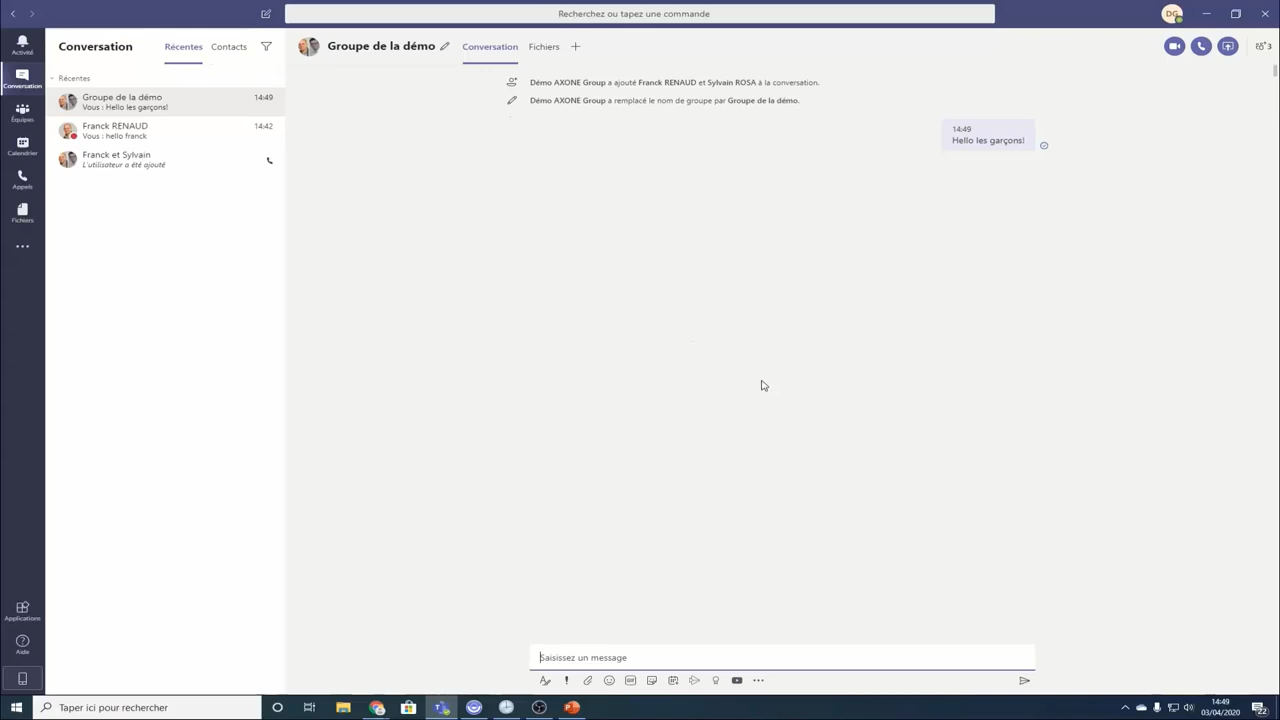 Recherchez ou tapez une commande
DG
Activité
Conversation
Équipes
Calendrier
Appels
Fichiers
Applications
Aide
Conversation
Récentes
Contacts
Récentes
Groupe de la démo 14:49
Vous : Hello les garçons!
Franck RENAUD 14:42
Vous : hello franck
Franck et Sylvain
L'utilisateur a été ajouté
Groupe de la démo
Conversation
Fichiers
3
Démo AXONE Group a ajouté Franck RENAUD et Sylvain ROSA à la conversation.
Démo AXONE Group a remplacé le nom de groupe par Groupe de la démo.
14:49
Hello les garçons!
Saisissez un message
GIF
Taper ici pour rechercher
14:49
03/04/2020
22